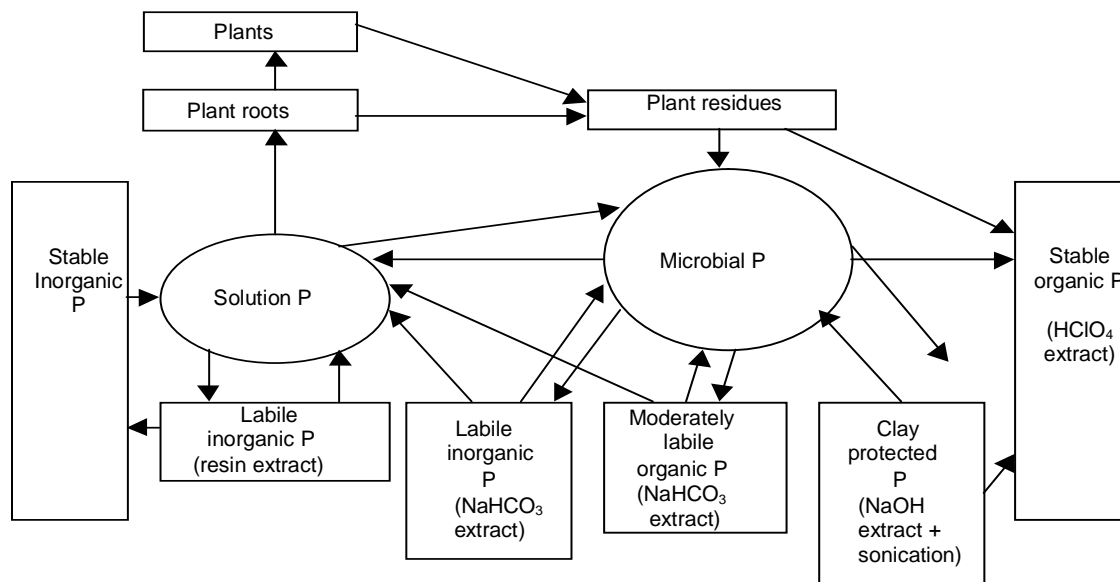 Plants
Plant roots
Plant residues
Stable
Inorganic
P
Solution P
Microbial P
Stable
organic P
(HClO₄
extract)
Labile
inorganic P
(resin extract)
Labile
inorganic
P
(NaHCO₃
extract)
Moderately
labile
organic P
(NaHCO₃
extract)
Clay
protected
P
(NaOH
extract +
sonication)